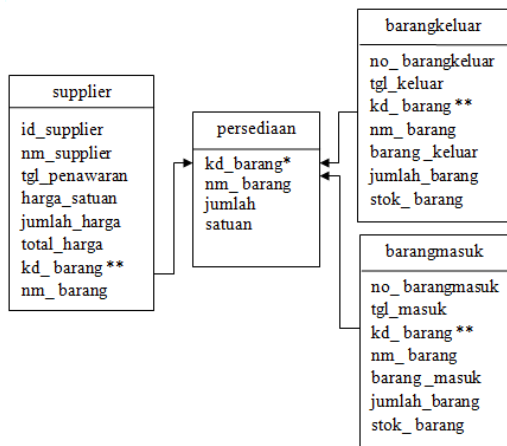 supplier
id_supplier
nm_supplier
tgl_penawaran
harga_satuan
jumlah_harga
total_harga
kd_ barang **
nm_ barang
persediaan
kd_barang*
nm_ barang
jumlah
satuan
barangkeluar
no_ barangkeluar
tgl_keluar
kd_ barang **
nm_ barang
barang _keluar
jumlah_barang
stok_ barang
barangmasuk
no_ barangmasuk
tgl_masuk
kd_ barang **
nm_ barang
barang _masuk
jumlah_barang
stok_ barang